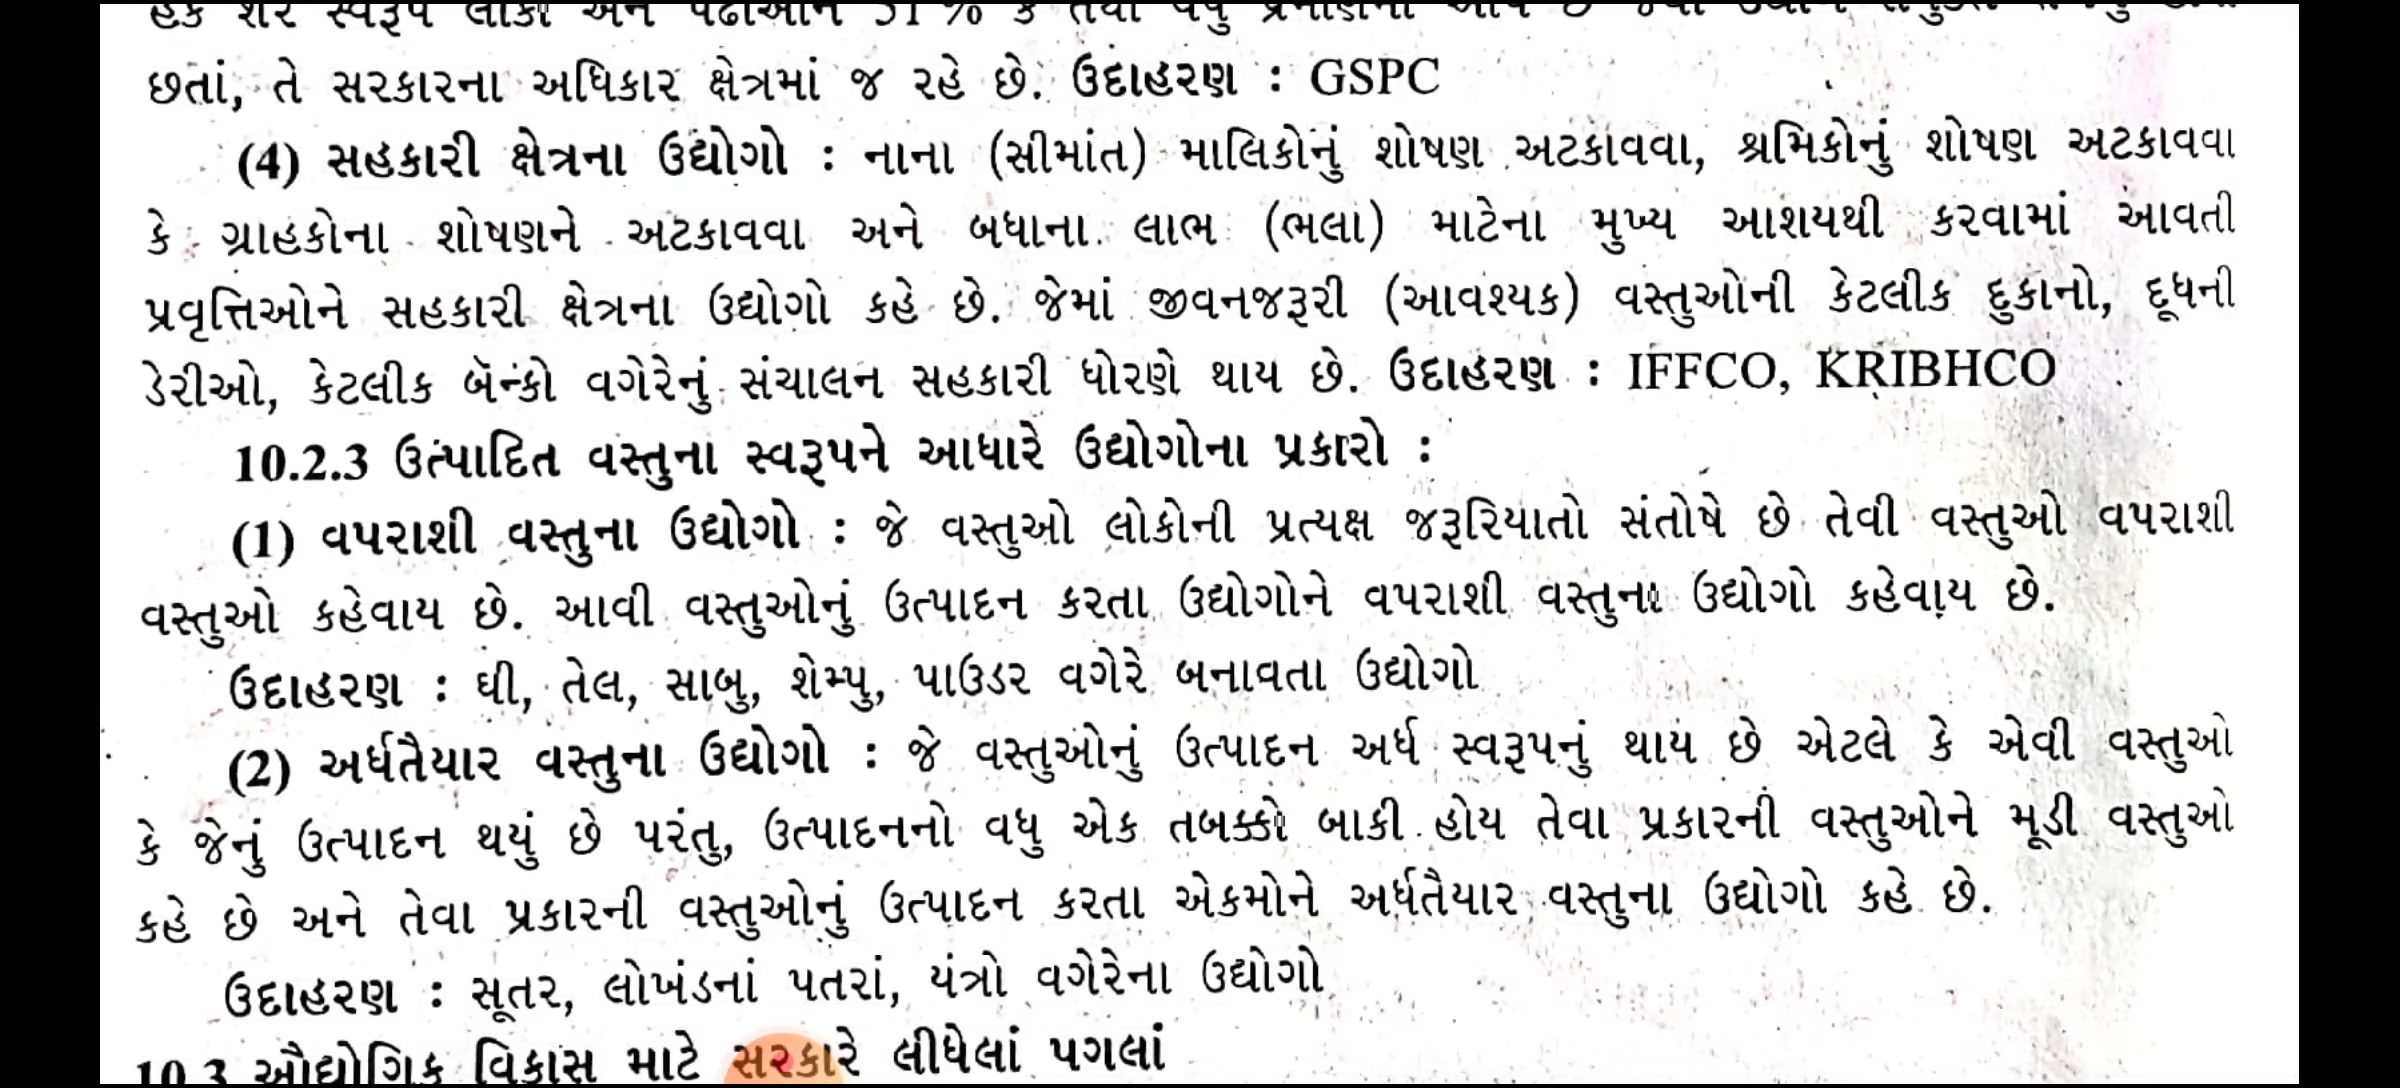 છતાં, તે સરકારના અધિકાર ક્ષેત્રમાં જ રહે છે. ઉદાહરણ : GSPC
(4) સહકારી ક્ષેત્રના ઉદ્યોગો : નાના (સીમાંત) માલિકોનું શોષણ અટકાવવા, શ્રમિકોનું શોષણ અટકાવવા
કે ગ્રાહકોના શોષણને અટકાવવા અને બધાના લાભ (ભલા) માટેના મુખ્ય આશયથી કરવામાં આવતી
પ્રવૃત્તિઓને સહકારી ક્ષેત્રના ઉદ્યોગો કહે છે. જેમાં જીવનજરૂરી (આવશ્યક) વસ્તુઓની કેટલીક દુકાનો, દૂધની
ડેરીઓ, કેટલીક બૅન્કો વગેરેનું સંચાલન સહકારી ધોરણે થાય છે. ઉદાહરણ : IFFCO, KRIBHCO
10.2.3 ઉત્પાદિત વસ્તુના સ્વરૂપને આધારે ઉદ્યોગોના પ્રકારો :
(1) વપરાશી વસ્તુના ઉદ્યોગો : જે વસ્તુઓ લોકોની પ્રત્યક્ષ જરૂરિયાતો સંતોષે છે તેવી વસ્તુઓ વપરાશી
વસ્તુઓ કહેવાય છે. આવી વસ્તુઓનું ઉત્પાદન કરતા ઉદ્યોગોને વપરાશી વસ્તુના ઉદ્યોગો કહેવાય છે.
ઉદાહરણ : ઘી, તેલ, સાબુ, શેમ્પુ, પાઉડર વગેરે બનાવતા ઉદ્યોગો
(2) અર્ધતૈયાર વસ્તુના ઉદ્યોગો : જે વસ્તુઓનું ઉત્પાદન અર્ધ સ્વરૂપનું થાય છે એટલે કે એવી વસ્તુઓ
કે જેનું ઉત્પાદન થયું છે પરંતુ, ઉત્પાદનનો વધુ એક તબક્કો બાકી હોય તેવા પ્રકારની વસ્તુઓને મૂડી વસ્તુઓ
કહે છે અને તેવા પ્રકારની વસ્તુઓનું ઉત્પાદન કરતા એકમોને અર્ધતૈયાર વસ્તુના ઉદ્યોગો કહે છે.
ઉદાહરણ : સૂતર, લોખંડનાં પતરાં, યંત્રો વગેરેના ઉદ્યોગો
10.3 ઔદ્યોગિક વિકાસ માટે સરકારે લીધેલાં પગલાં